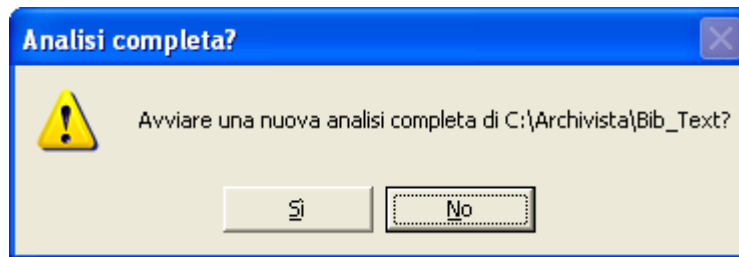 Analisi completa?
Avviare una nuova analisi completa di C:\Archivista\Bib_Text?
Sì
No